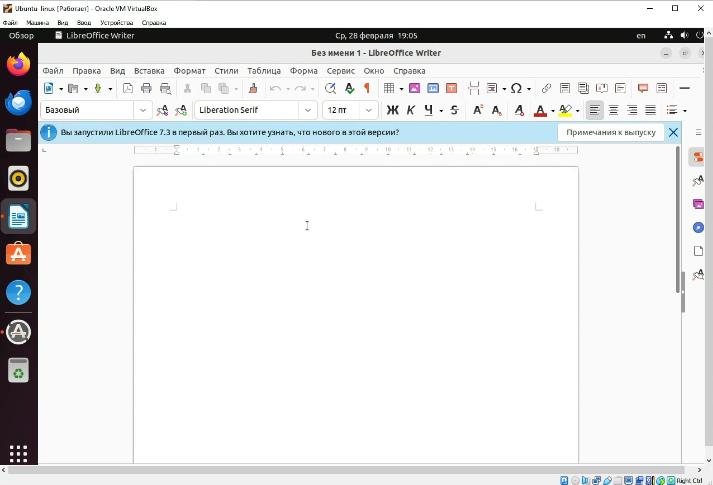 Ubuntu_linux [Работает] - Oracle VM VirtualBox
Файл Машина Вид Ввод Устройства Справка
Обзор LibreOffice Writer Ср, 28 февраля 19:05 en
Без имени 1 - LibreOffice Writer
Файл Правка Вид Вставка Формат Стили Таблица Форма Сервис Окно Справка
Базовый Liberation Serif 12 пт Ж К Ч S
Вы запустили LibreOffice 7.3 в первый раз. Вы хотите узнать, что нового в этой версии? Примечания к выпуску
Right Ctrl